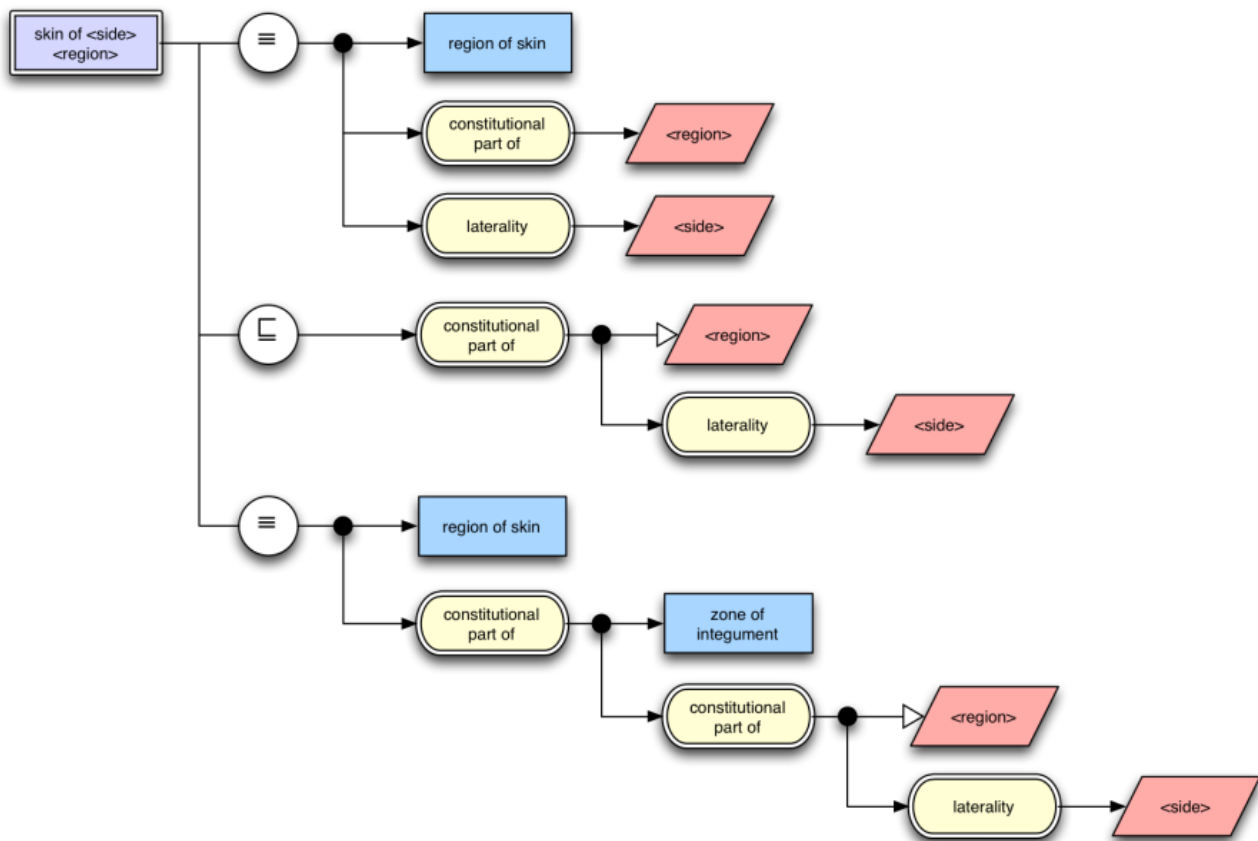 skin of <side>
<region>
≡
region of skin
constitutional
part of
<region>
laterality
<side>
⊑
constitutional
part of
<region>
laterality
<side>
≡
region of skin
constitutional
part of
zone of
integument
constitutional
part of
<region>
laterality
<side>